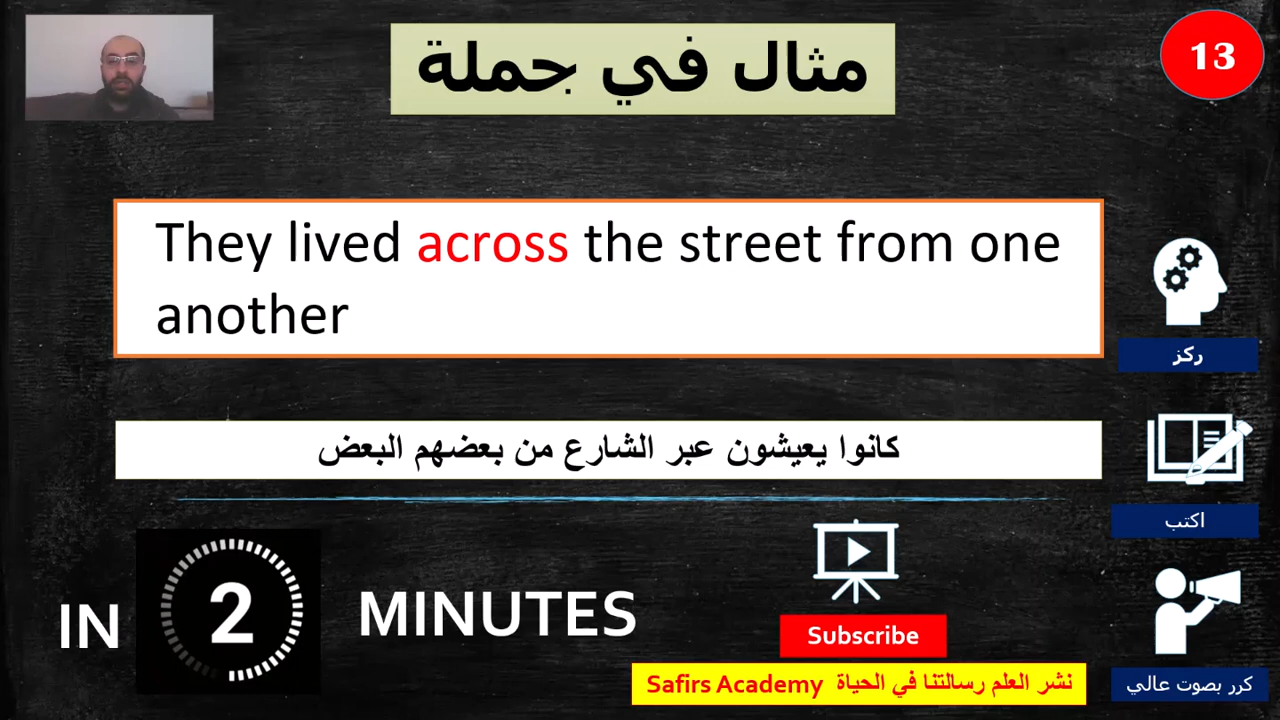 مثال في جملة
13
They lived across the street from one
another
ركز
كانوا يعيشون عبر الشارع من بعضهم البعض
اكتب
IN 2 MINUTES
Subscribe
Safirs Academy نشر العلم رسالتنا في الحياة
كرر بصوت عالي